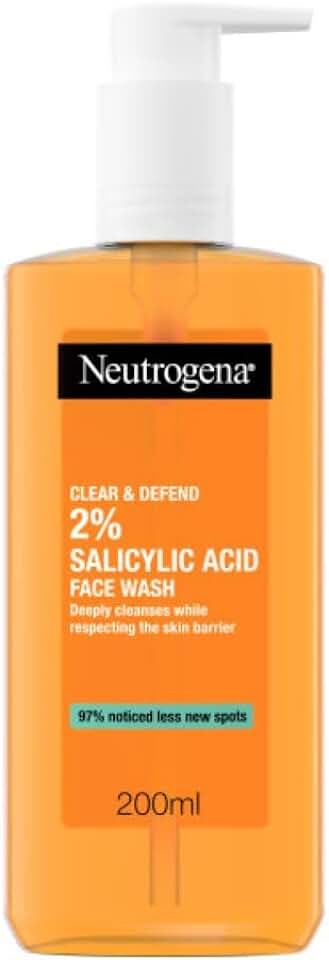 Neutrogena®
CLEAR & DEFEND
2%
SALICYLIC ACID
FACE WASH
Deeply cleanses while
respecting the skin barrier
97% noticed less new spots
200ml